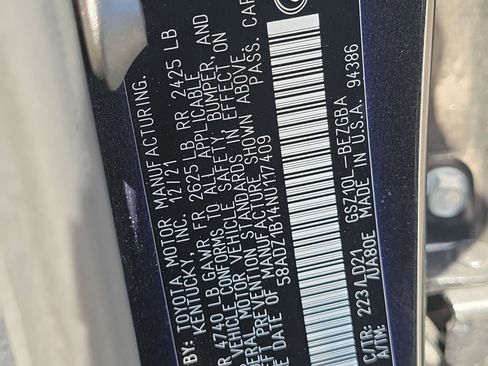 BY: TOYOTA MOTOR MANUFACTURING,
KENTUCKY, INC. 12/21
R 4740 LB GAWR FR 2625 LB RR 2425 LB
VEHICLE CONFORMS TO ALL APPLICABLE
MOTOR VEHICLE SAFETY, BUMPER, AND
PREVENTION STANDARDS IN EFFECT ON
DATE OF MANUFACTURE SHOWN ABOVE.
58ADZ1B14NU117409 PASS. CAR
C/TR: 223 D21 GSZ10L-BEZGBA
A/TM: UA80E MADE IN U.S.A. 94386